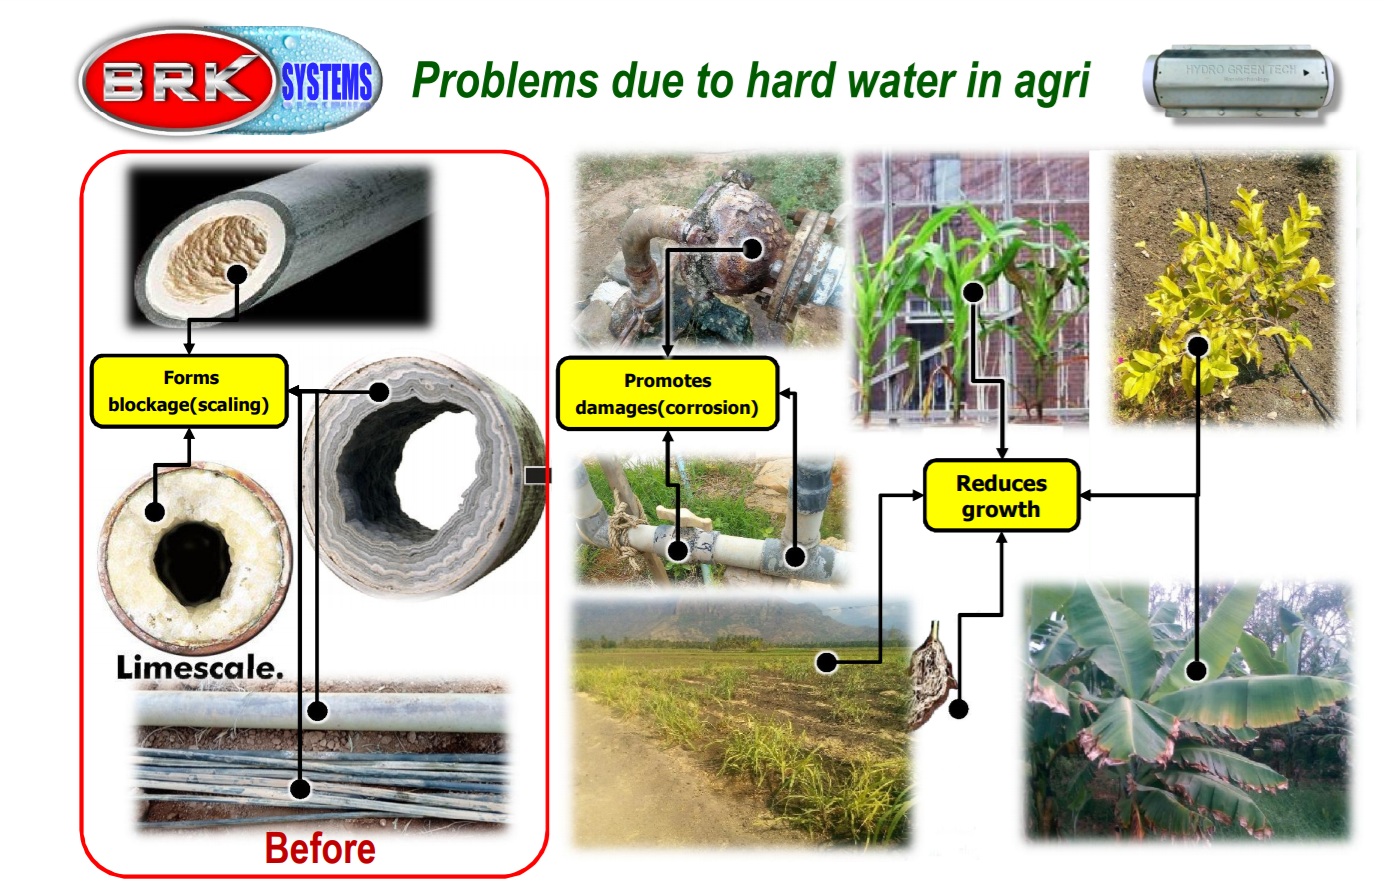 BRK
SYSTEMS
Problems due to hard water in agri
HYDRO GREEN TECH
Forms
blockage(scaling)
Promotes
damages(corrosion)
Reduces
growth
Limescale.
Before